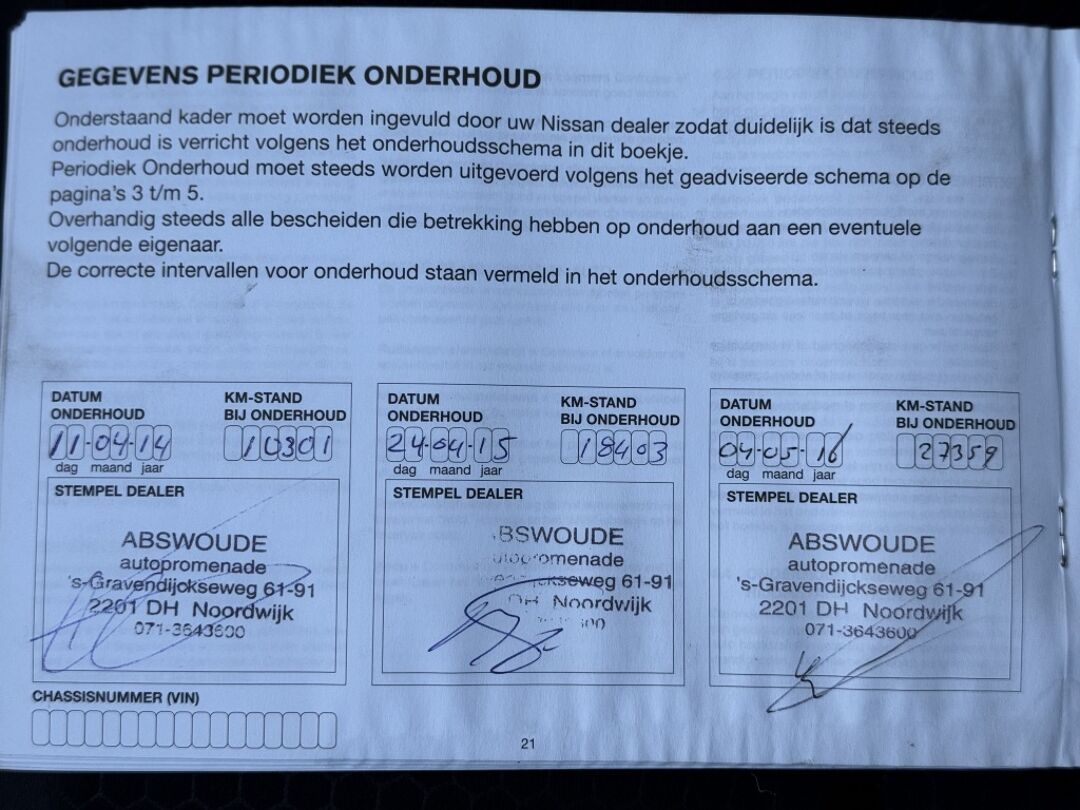 GEGEVENS PERIODIEK ONDERHOUD
Onderstaand kader moet worden ingevuld door uw Nissan dealer zodat duidelijk is dat steeds
onderhoud is verricht volgens het onderhoudsschema in dit boekje.
Periodiek Onderhoud moet steeds worden uitgevoerd volgens het geadviseerde schema op de
pagina's 3 t/m 5.
Overhandig steeds alle bescheiden die betrekking hebben op onderhoud aan een eventuele
volgende eigenaar.
De correcte intervallen voor onderhoud staan vermeld in het onderhoudsschema.
DATUM
ONDERHOUD
KM-STAND
BIJ ONDERHOUD
11-04-14
10301
dag maand jaar
STEMPEL DEALER
ABSWOUDE
autopromenade
's-Gravendijckseweg 61-91
2201 DH Noordwijk
071-3643600
DATUM
ONDERHOUD
KM-STAND
BIJ ONDERHOUD
24-04-15
18403
dag maand jaar
STEMPEL DEALER
BSWOUDE
autopromenade
ckseweg 61-91
DH Noordwijk
00
DATUM
ONDERHOUD
KM-STAND
BIJ ONDERHOUD
04-05-16
27359
dag maand jaar
STEMPEL DEALER
ABSWOUDE
autopromenade
's-Gravendijckseweg 61-91
2201 DH Noordwijk
071-3643600
CHASSISNUMMER (VIN)
21